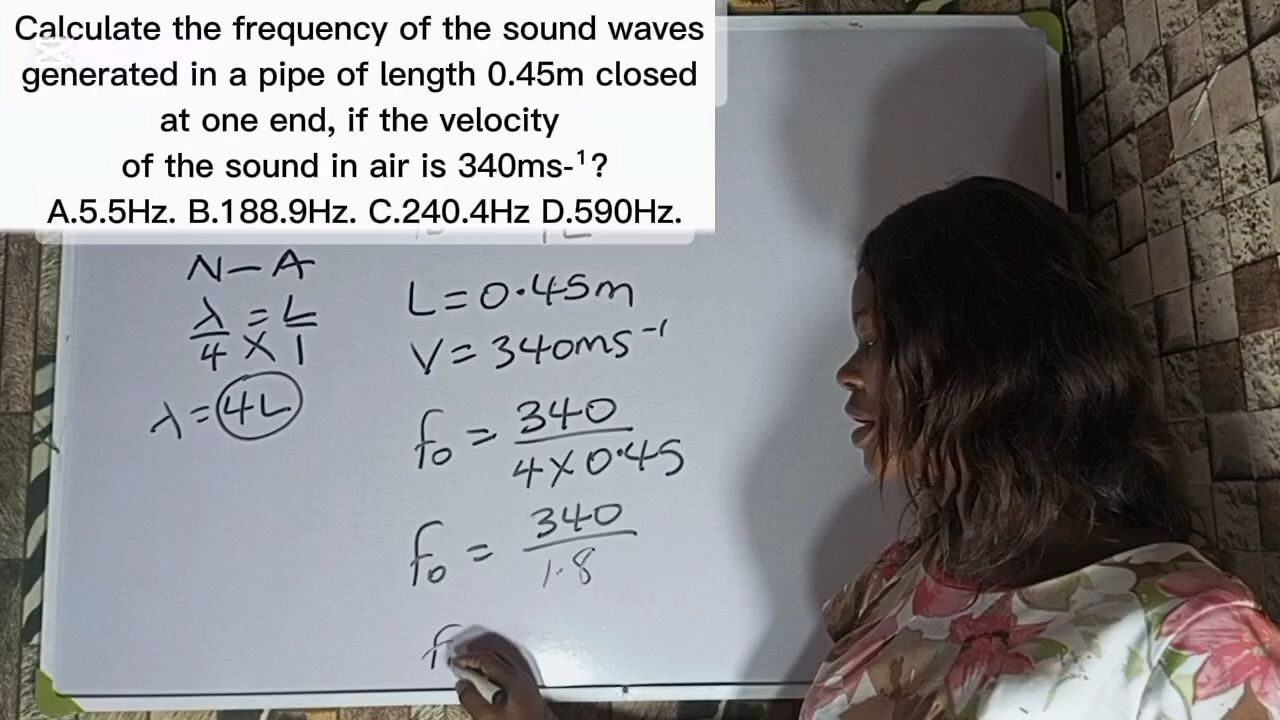 Calculate the frequency of the sound waves
generated in a pipe of length 0.45m closed
at one end, if the velocity
of the sound in air is 340ms-¹?
A.5.5Hz. B.188.9Hz. C.240.4Hz D.590Hz.
N-A
λ/4 = L/1
λ = 4L
L = 0.45m
V = 340ms⁻¹
f₀ = 340/4×0.45
f₀ = 340/1.8
f